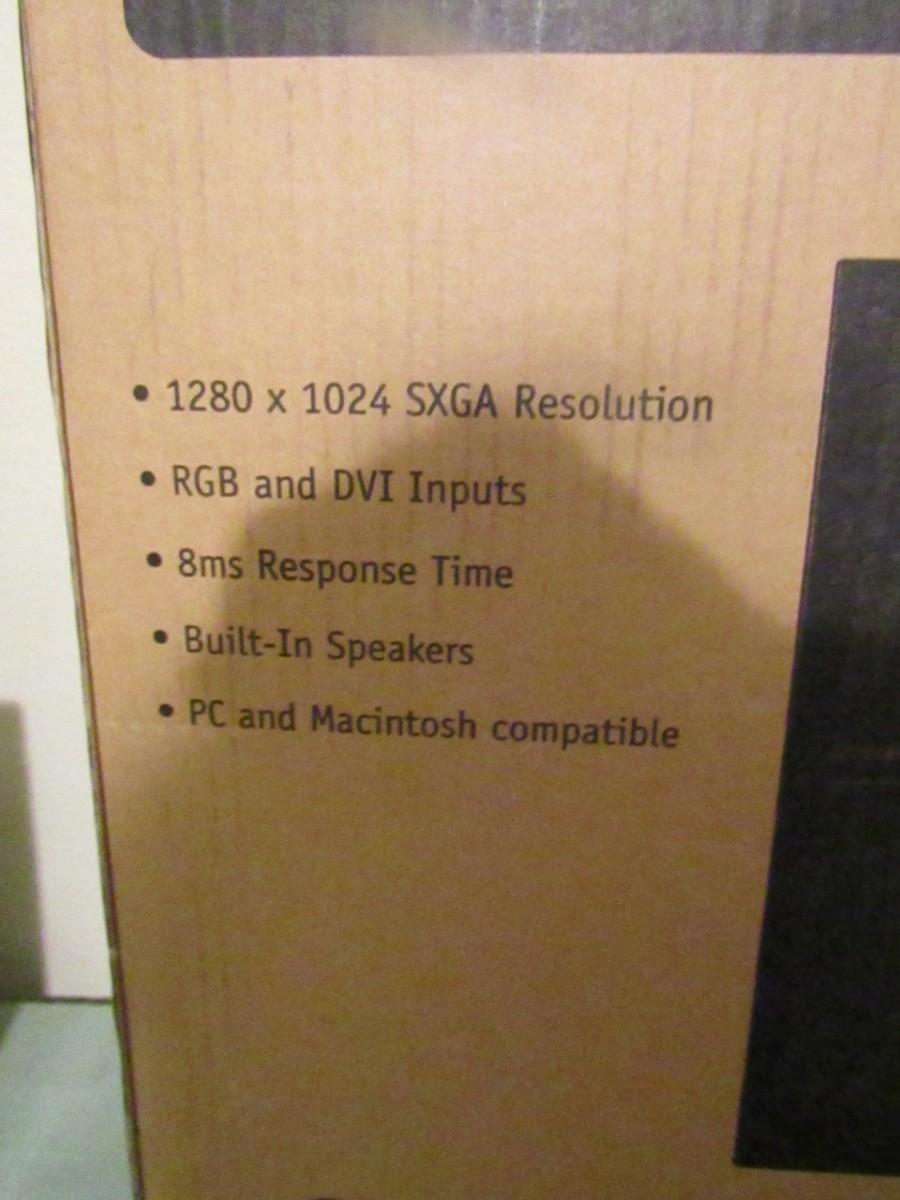 • 1280 x 1024 SXGA Resolution
• RGB and DVI Inputs
• 8ms Response Time
• Built-In Speakers
• PC and Macintosh compatible